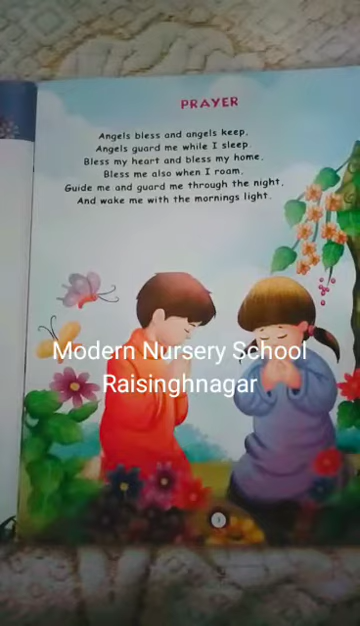 PRAYER
Angels bless and angels keep,
Angels guard me while I sleep.
Bless my heart and bless my home,
Bless me also when I roam.
Guide me and guard me through the night,
And wake me with the mornings light.
Modern Nursery School
Raisinghnagar